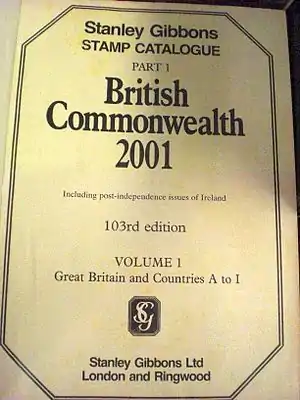 Stanley Gibbons
STAMP CATALOGUE
PART 1
British
Commonwealth
2001
Including post-independence issues of Ireland
103rd edition
VOLUME 1
Great Britain and Countries A to I
SG
Stanley Gibbons Ltd
London and Ringwood